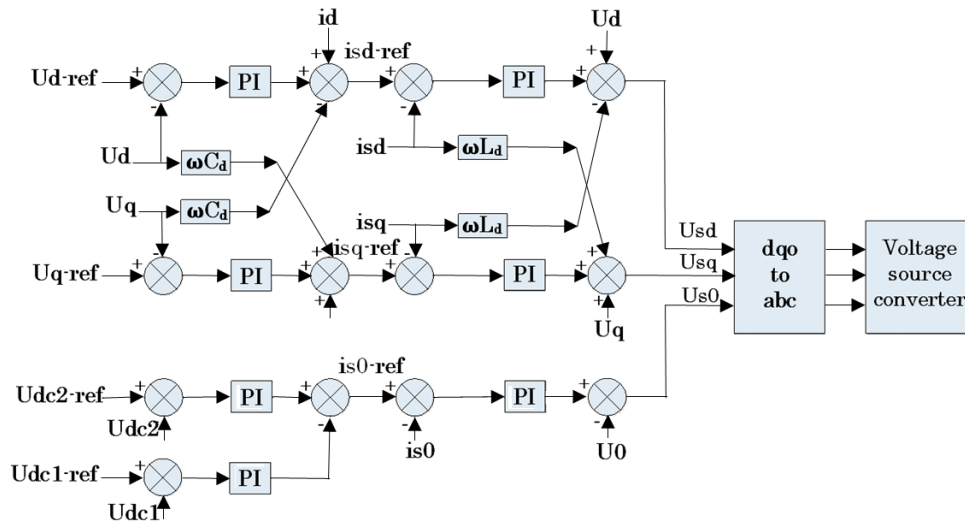 id
Ud
isd-ref
Ud-ref
+
PI
+
+
-
+
PI
+
+
-
-
-
Ud
ωCd
isd
ωLd
Uq
ωCd
isq
ωLd
-
+
isq-ref
-
+
Usd
dqo
to
abc
Voltage
source
converter
Uq-ref
+
PI
+
+
+
PI
+
+
Usq
Us0
Uq
is0-ref
Udc2-ref
+
PI
+
-
+
PI
+
-
-
Udc2
is0
U0
Udc1-ref
+
PI
-
Udc1